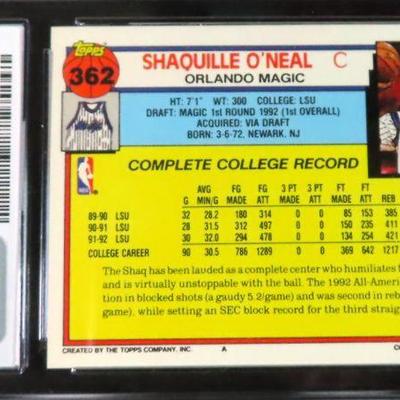 Topps
362
SHAQUILLE O'NEAL C
ORLANDO MAGIC
HT: 7'1" WT: 300 COLLEGE: LSU
DRAFT: MAGIC 1st ROUND 1992 (1st OVERALL)
ACQUIRED: VIA DRAFT
BORN: 3-6-72, NEWARK, NJ
COMPLETE COLLEGE RECORD
NBA
AVG FG FG 3 PT 3 PT FT FT
G MIN/G MADE ATT MADE ATT MADE ATT REB
89-90 LSU 32 28.2 180 314 0 0 85 153 385
90-91 LSU 28 31.2 312 497 0 0 150 235 411
91-92 LSU 30 32.0 294 478 0 0 134 254 421
COLLEGE CAREER 90 30.5 786 1289 0 0 369 642 1217
The Shaq has been lauded as a complete center who humiliates
and is virtually unstoppable with the ball. The 1992 All-Ame
tion in blocked shots (a gaudy 5.2/game) and was second in reb
game), while setting an SEC block record for the third straig
CREATED BY THE TOPPS COMPANY, INC. A